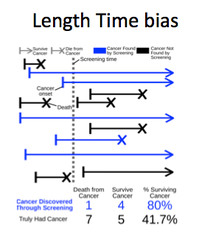 Length Time bias
Survive Cancer
Die from Cancer
Cancer Found by Screening
Cancer Not Found by Screening
Screening time
Cancer onset
Death
Death from Cancer
Survive Cancer
% Surviving Cancer
Cancer Discovered Through Screening 1 4 80%
Truly Had Cancer 7 5 41.7%